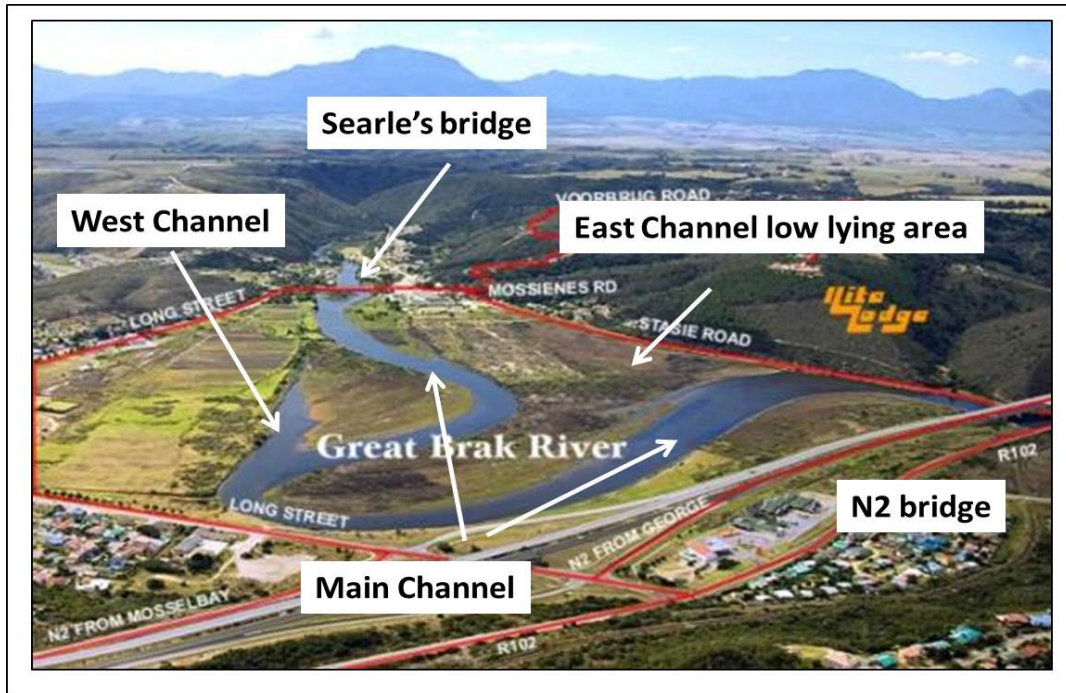 Searle's bridge
VOORBRUG ROAD
West Channel
East Channel low lying area
LONG STREET
MOSSIENES RD
STASIE ROAD
Lodge
Great Brak River
LONG STREET
R102
N2 bridge
N2 FROM GEORGE
Main Channel
N2 FROM MOSSELBAY
R102